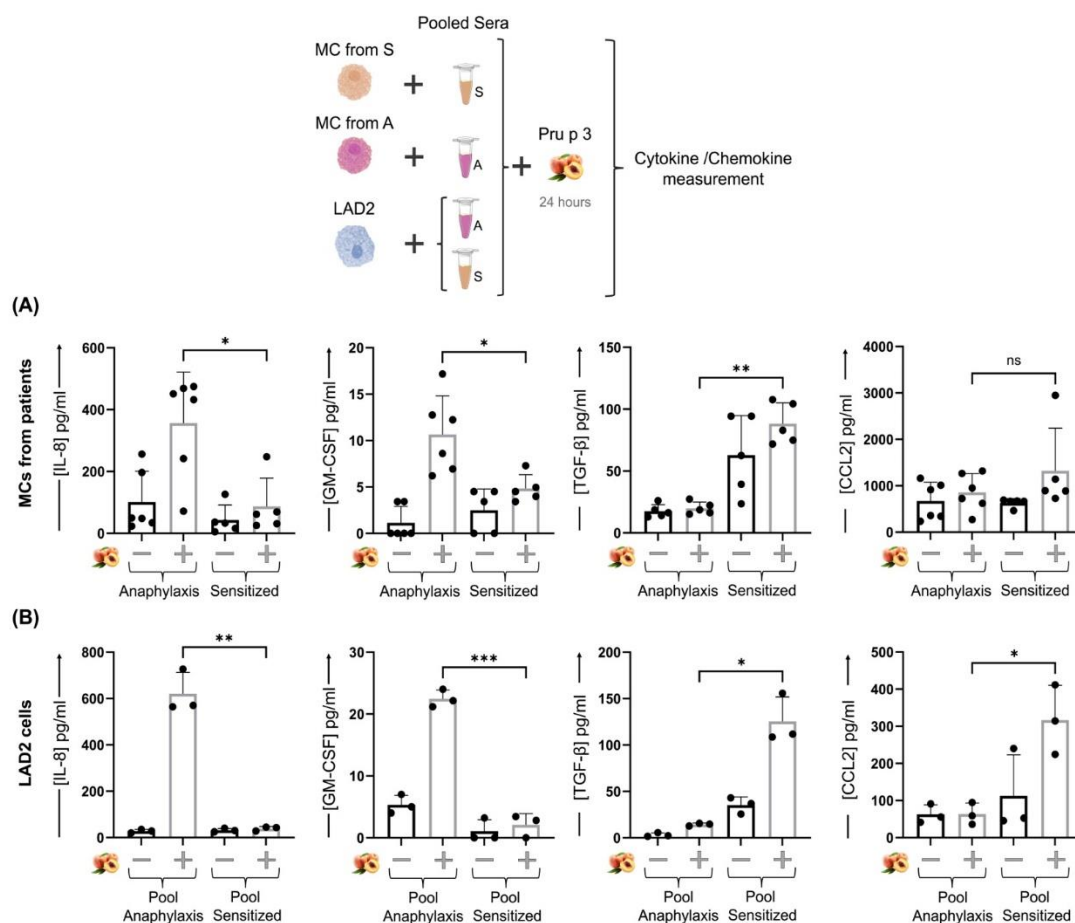 Pooled Sera
MC from S
+
S
MC from A
+
A
+
Pru p 3
24 hours
Cytokine /Chemokine
measurement
LAD2
+
A
S
(A)
MCs from patients
[IL-8] pg/ml
600
400
200
0
*
− + − +
Anaphylaxis Sensitized
[GM-CSF] pg/ml
20
15
10
5
0
*
− + − +
Anaphylaxis Sensitized
[TGF-β] pg/ml
150
100
50
0
**
− + − +
Anaphylaxis Sensitized
[CCL2] pg/ml
4000
3000
2000
1000
0
ns
− + − +
Anaphylaxis Sensitized
(B)
LAD2 cells
[IL-8] pg/ml
800
600
400
200
0
**
− + − +
Pool Pool
Anaphylaxis Sensitized
[GM-CSF] pg/ml
30
20
10
0
***
− + − +
Pool Pool
Anaphylaxis Sensitized
[TGF-β] pg/ml
200
150
100
50
0
*
− + − +
Pool Pool
Anaphylaxis Sensitized
[CCL2] pg/ml
500
400
300
200
100
0
*
− + − +
Pool Pool
Anaphylaxis Sensitized